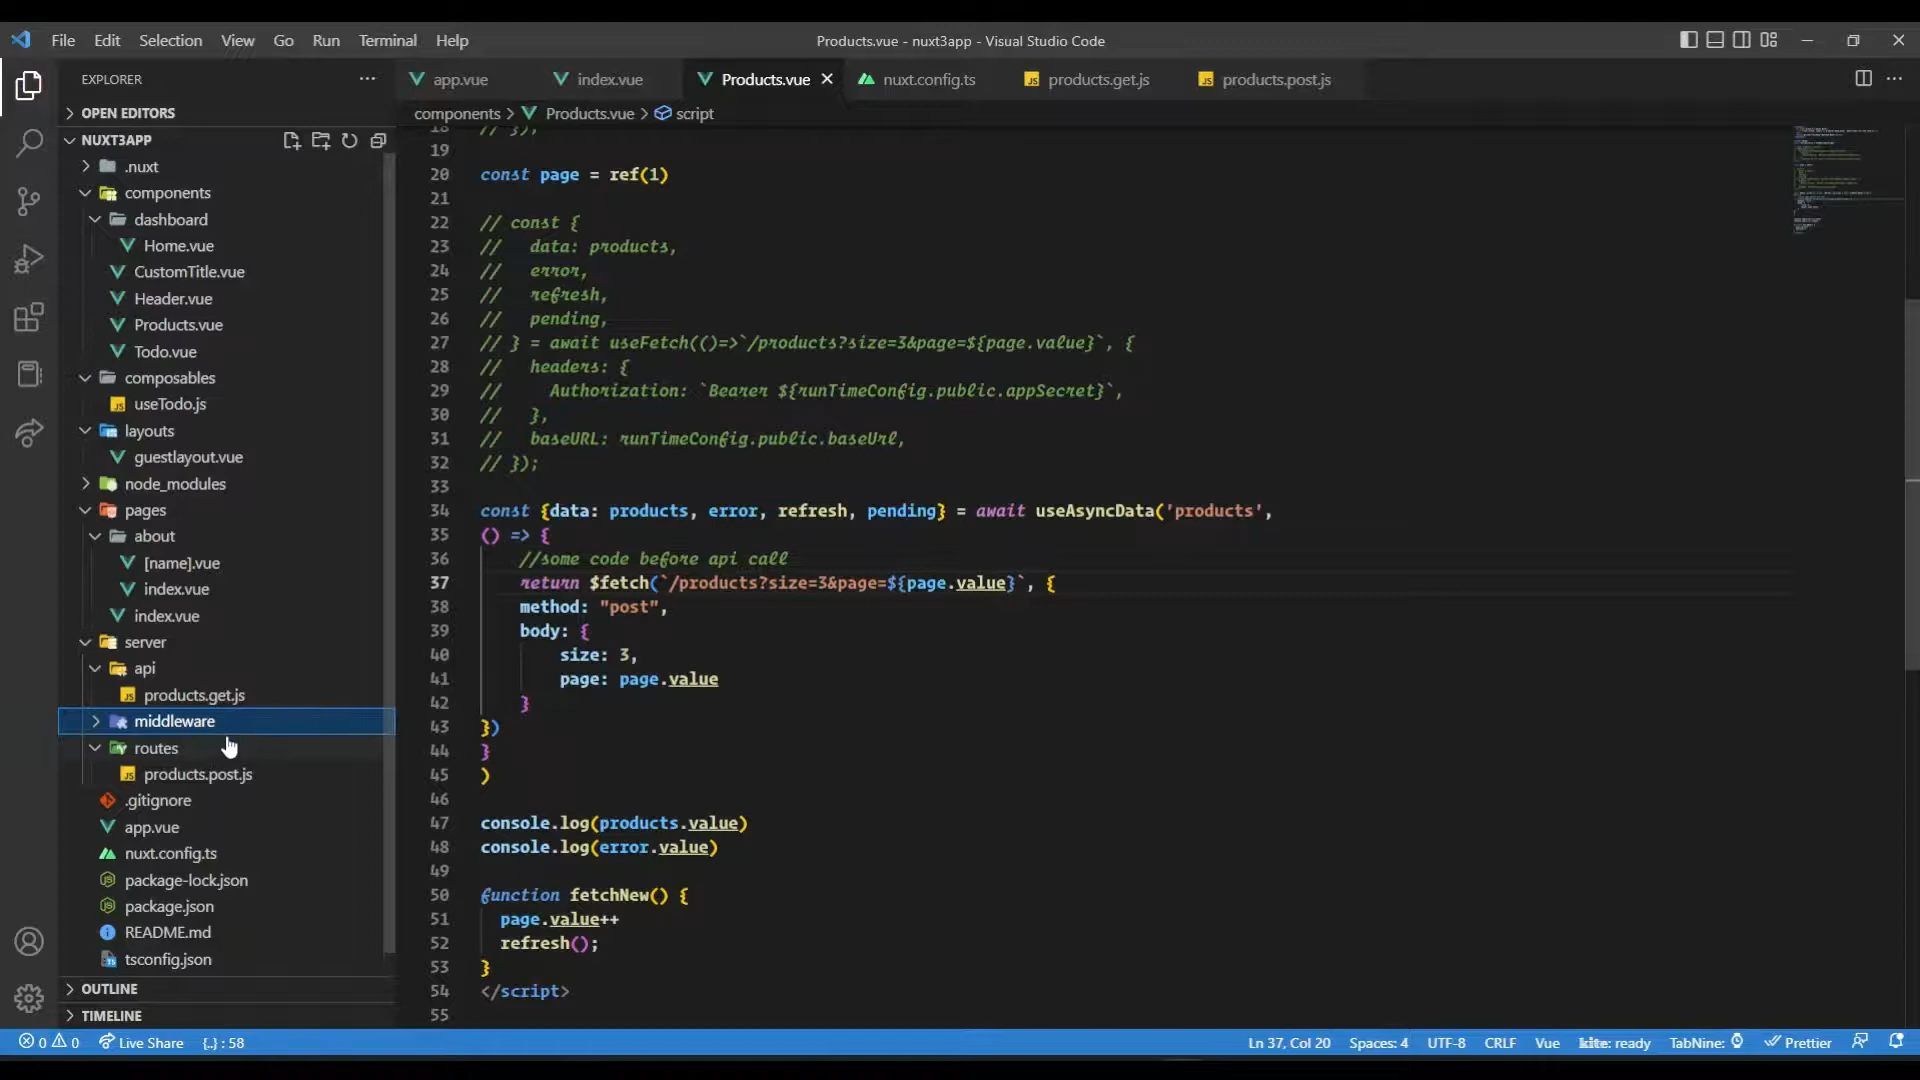 File Edit Selection View Go Run Terminal Help
Products.vue - nuxt3app - Visual Studio Code
EXPLORER
OPEN EDITORS
NUXT3APP
.nuxt
components
dashboard
Home.vue
CustomTitle.vue
Header.vue
Products.vue
Todo.vue
composables
useTodo.js
layouts
guestlayout.vue
node_modules
pages
about
[name].vue
index.vue
index.vue
server
api
products.get.js
middleware
routes
products.post.js
.gitignore
app.vue
nuxt.config.ts
package-lock.json
package.json
README.md
tsconfig.json
OUTLINE
TIMELINE
app.vue index.vue Products.vue nuxt.config.ts products.get.js products.post.js
components > Products.vue > script
18 // });
19
20 const page = ref(1)
21
22 // const {
23 //   data: products,
24 //   error,
25 //   refresh,
26 //   pending,
27 // } = await useFetch(()=>`/products?size=3&page=${page.value}`, {
28 //   headers: {
29 //     Authorization: `Bearer ${runTimeConfig.public.appSecret}`,
30 //   },
31 //   baseURL: runTimeConfig.public.baseUrl,
32 // });
33
34 const {data: products, error, refresh, pending} = await useAsyncData('products',
35 () => {
36     //some code before api call
37     return $fetch(`/products?size=3&page=${page.value}`, {
38     method: "post",
39     body: {
40         size: 3,
41         page: page.value
42     }
43 })
44 }
45 )
46
47 console.log(products.value)
48 console.log(error.value)
49
50 function fetchNew() {
51   page.value++
52   refresh();
53 }
54 </script>
55
0 0 Live Share {..} : 58
Ln 37, Col 20 Spaces: 4 UTF-8 CRLF Vue kite: ready TabNine: Prettier